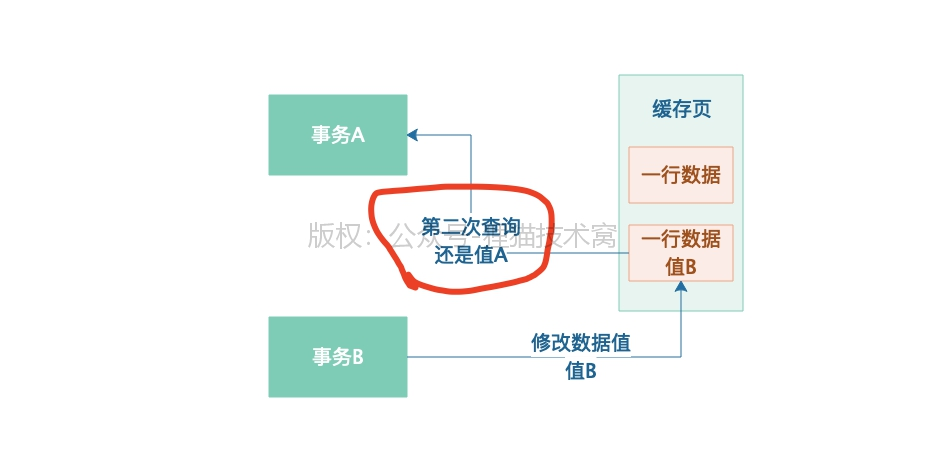 缓存页
事务A
一行数据
第二次查询
还是值A
版权：公众号-狸猫技术窝
一行数据
值B
事务B
修改数据值
值B